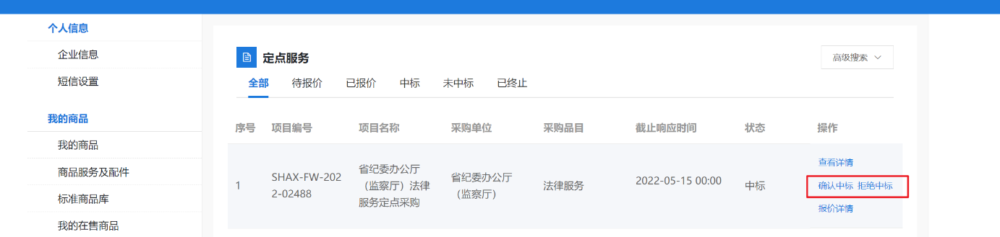 个人信息
企业信息
短信设置
我的商品
我的商品
商品服务及配件
标准商品库
我的在售商品
定点服务
高级搜索
全部 待报价 已报价 中标 未中标 已终止
序号 项目编号 项目名称 采购单位 采购品目 截止响应时间 状态 操作
1
SHAX-FW-202
2-02488
省纪委办公厅
（监察厅）法律
服务定点采购
省纪委办公厅
（监察厅）
法律服务
2022-05-15 00:00
中标
查看详情
确认中标 拒绝中标
报价详情